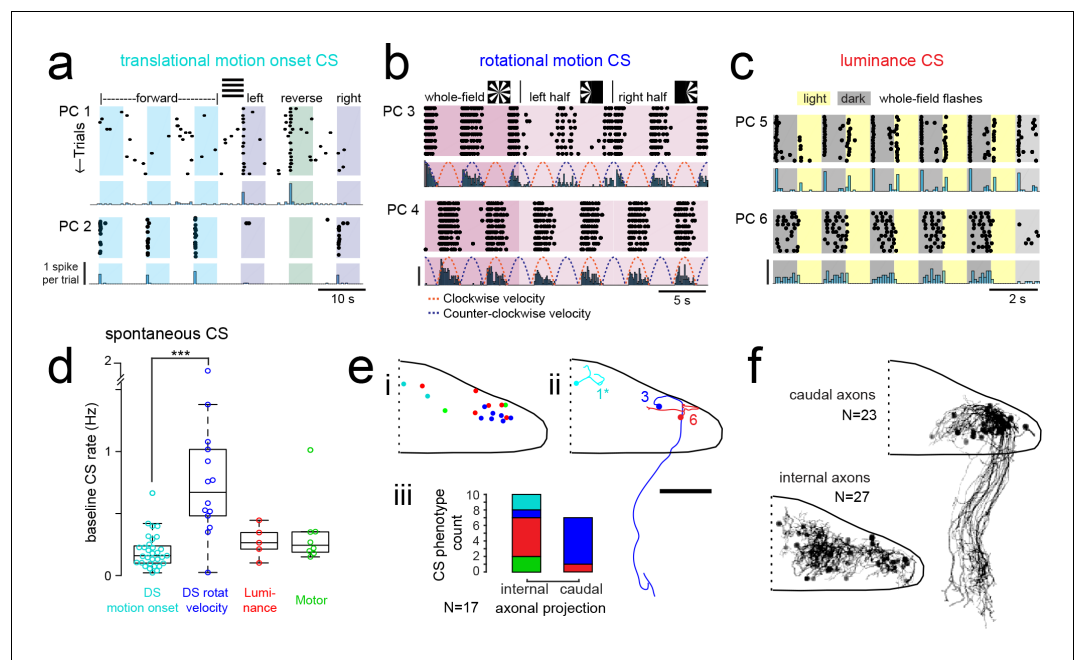 a
translational motion onset CS
|--------forward--------|
left
reverse
right
PC 1
←Trials
PC 2
1 spike
per trial
10 s
b
rotational motion CS
whole-field
left half
right half
PC 3
PC 4
5 s
Clockwise velocity
Counter-clockwise velocity
c
luminance CS
light
dark
whole-field flashes
PC 5
PC 6
2 s
d
spontaneous CS
***
baseline CS rate (Hz)
2
1
0
DS
motion onset
DS rotat
velocity
Lumi-
nance
Motor
e
i
ii
1*
3
6
iii
CS phenotype
count
10
8
6
4
2
0
internal
caudal
N=17
axonal projection
f
caudal axons
N=23
internal axons
N=27